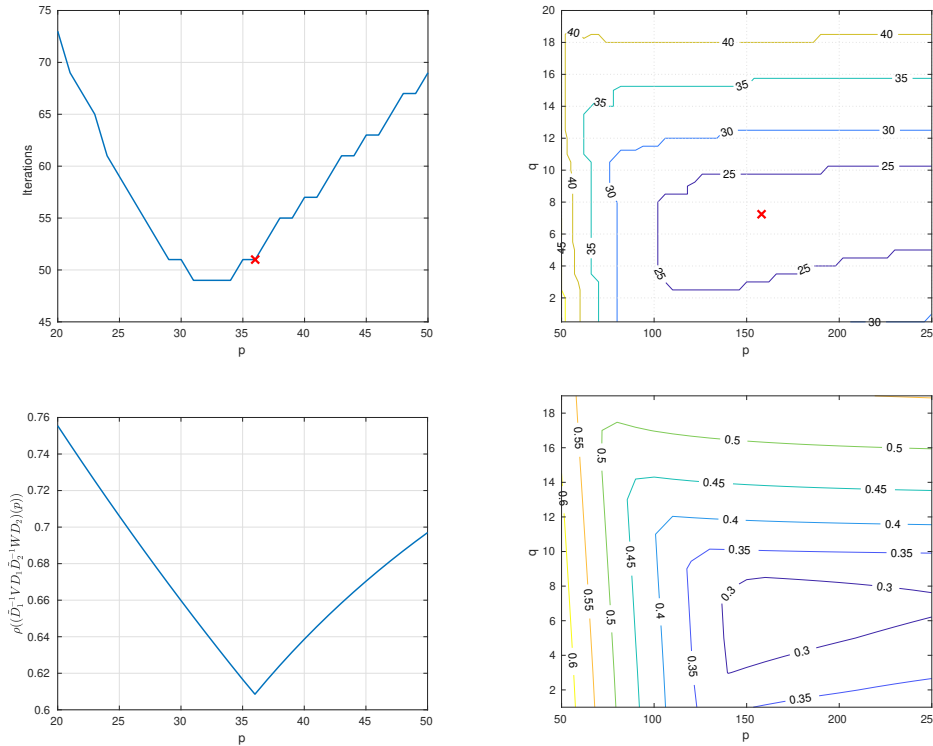 75
70
65
60
55
50
45
Iterations
20 25 30 35 40 45 50
p
20
18
16
14
12
10
8
6
4
2
q
50 100 150 200 250
p
40 40 40
35 35 35
30 30
25 25
40
30
45 35
25 25
30
0.76
0.74
0.72
0.7
0.68
0.66
0.64
0.62
0.6
ρ((D̄₁⁻¹VD₁D̄₂⁻¹WD₂)(p))
20 25 30 35 40 45 50
p
18
16
14
12
10
8
6
4
2
q
50 100 150 200 250
p
0.55 0.5 0.5
0.5
0.6 0.45 0.45
0.4 0.4
0.45 0.35 0.35
0.3
0.5 0.4
0.3
0.6 0.55 0.35
0.35